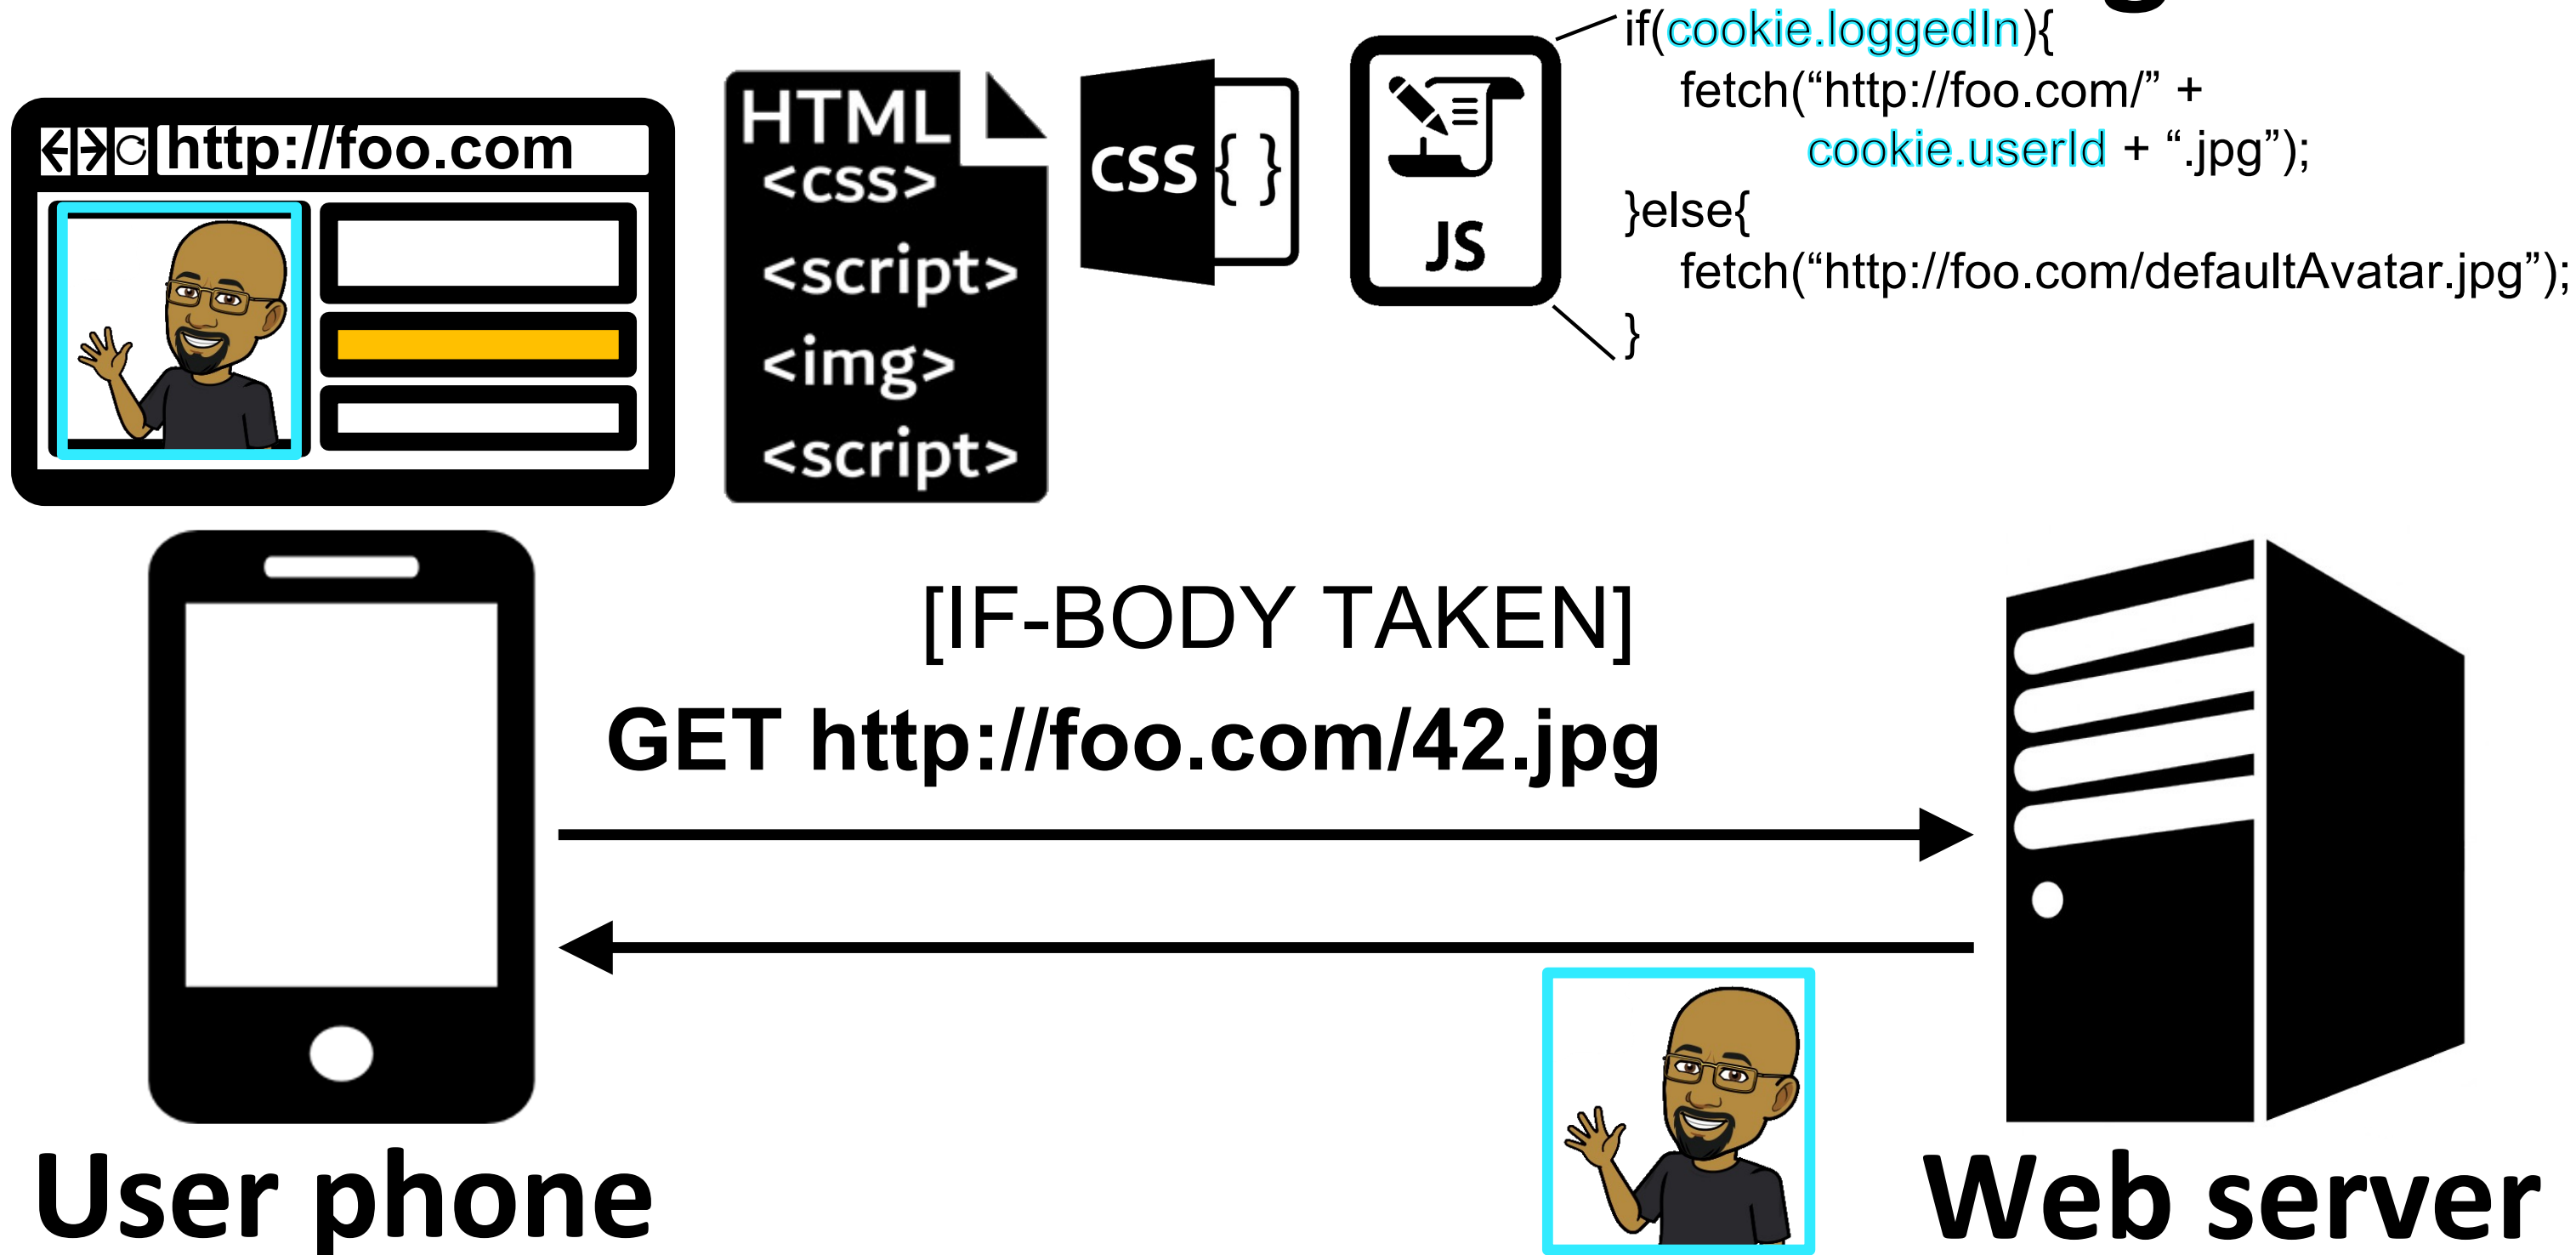 if(cookie.loggedIn){
fetch(“http://foo.com/” +
cookie.userId + “.jpg”);
}else{
fetch(“http://foo.com/defaultAvatar.jpg”);
}
http://foo.com
HTML
<css>
<script>
<img>
<script>
CSS { }
JS
[IF-BODY TAKEN]
GET http://foo.com/42.jpg
User phone
Web server